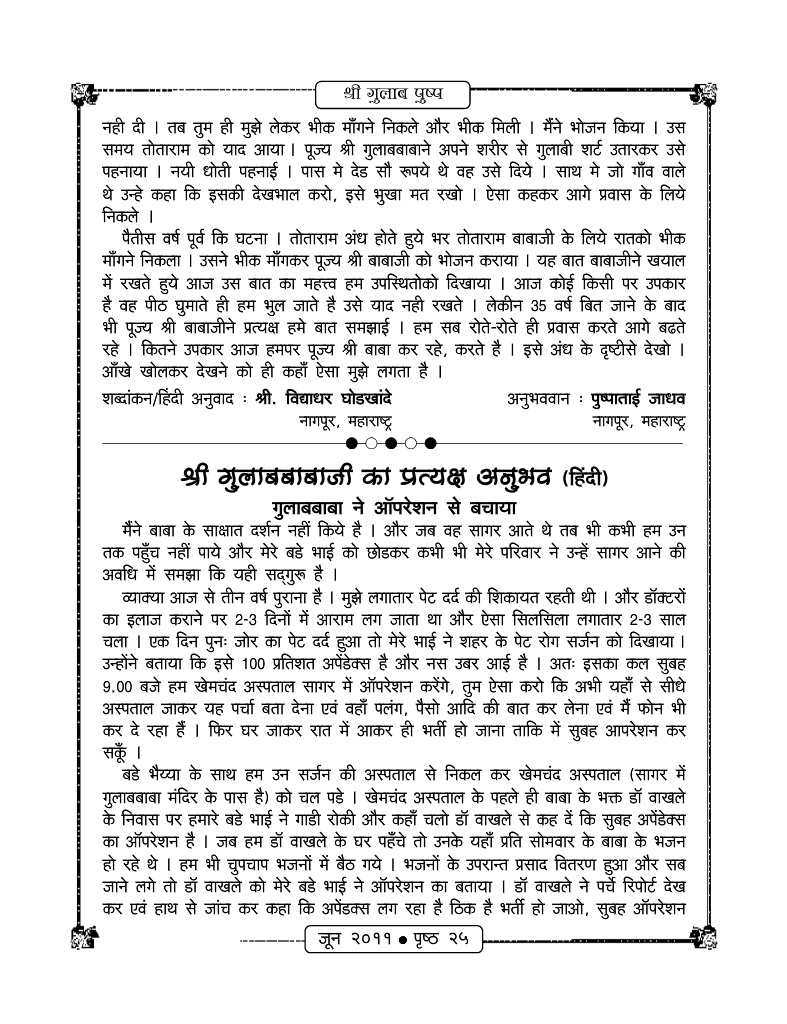 श्री गुलाब पुष्प
नही दी । तब तुम ही मुझे लेकर भीक माँगने निकले और भीक मिली । मैंने भोजन किया । उस
समय तोताराम को याद आया । पूज्य श्री गुलाबबाबाने अपने शरीर से गुलाबी शर्ट उतारकर उसे
पहनाया । नयी धोती पहनाई । पास मे देड सौ रूपये थे वह उसे दिये । साथ मे जो गाँव वाले
थे उन्हे कहा कि इसकी देखभाल करो, इसे भुखा मत रखो । ऐसा कहकर आगे प्रवास के लिये
निकले ।
पैतीस वर्ष पूर्व कि घटना । तोताराम अंध होते हुये भर तोताराम बाबाजी के लिये रातको भीक
माँगने निकला । उसने भीक माँगकर पूज्य श्री बाबाजी को भोजन कराया । यह बात बाबाजीने खयाल
में रखते हुये आज उस बात का महत्त्व हम उपस्थितोको दिखाया । आज कोई किसी पर उपकार
है वह पीठ घुमाते ही हम भुल जाते है उसे याद नही रखते । लेकीन 35 वर्ष बित जाने के बाद
भी पूज्य श्री बाबाजीने प्रत्यक्ष हमे बात समझाई । हम सब रोते-रोते ही प्रवास करते आगे बढते
रहे । कितने उपकार आज हमपर पूज्य श्री बाबा कर रहे, करते है । इसे अंध के दृष्टीसे देखो ।
आँखे खोलकर देखने को ही कहाँ ऐसा मुझे लगता है ।
शब्दांकन/हिंदी अनुवाद : श्री. विद्याधर घोडखांदे अनुभववान : पुष्पाताई जाधव
नागपूर, महाराष्ट्र नागपूर, महाराष्ट्र
श्री गुलाबबाबाजी का प्रत्यक्ष अनुभव (हिंदी)
गुलाबबाबा ने ऑपरेशन से बचाया
मैंने बाबा के साक्षात दर्शन नहीं किये है । और जब वह सागर आते थे तब भी कभी हम उन
तक पहुँच नहीं पाये और मेरे बडे भाई को छोडकर कभी भी मेरे परिवार ने उन्हें सागर आने की
अवधि में समझा कि यही सद्‌गुरू है ।
व्याक्या आज से तीन वर्ष पुराना है । मुझे लगातार पेट दर्द की शिकायत रहती थी । और डॉक्टरों
का इलाज कराने पर 2-3 दिनों में आराम लग जाता था और ऐसा सिलसिला लगातार 2-3 साल
चला । एक दिन पुनः जोर का पेट दर्द हुआ तो मेरे भाई ने शहर के पेट रोग सर्जन को दिखाया ।
उन्होंने बताया कि इसे 100 प्रतिशत अपेंडेक्स है और नस उबर आई है । अतः इसका कल सुबह
9.00 बजे हम खेमचंद अस्पताल सागर में ऑपरेशन करेंगे, तुम ऐसा करो कि अभी यहाँ से सीधे
अस्पताल जाकर यह पर्चा बता देना एवं वहाँ पलंग, पैसो आदि की बात कर लेना एवं मैं फोन भी
कर दे रहा हैं । फिर घर जाकर रात में आकर ही भर्ती हो जाना ताकि में सुबह आपरेशन कर
सकूँ ।
बडे भैय्या के साथ हम उन सर्जन की अस्पताल से निकल कर खेमचंद अस्पताल (सागर में
गुलाबबाबा मंदिर के पास है) को चल पडे । खेमचंद अस्पताल के पहले ही बाबा के भक्त डॉ वाखले
के निवास पर हमारे बडे भाई ने गाडी रोकी और कहाँ चलो डॉ वाखले से कह दें कि सुबह अपेंडेक्स
का ऑपरेशन है । जब हम डॉ वाखले के घर पहँचे तो उनके यहाँ प्रति सोमवार के बाबा के भजन
हो रहे थे । हम भी चुपचाप भजनों में बैठ गये । भजनों के उपरान्त प्रसाद वितरण हुआ और सब
जाने लगे तो डॉ वाखले को मेरे बडे भाई ने ऑपरेशन का बताया । डॉ वाखले ने पर्चे रिपोर्ट देख
कर एवं हाथ से जांच कर कहा कि अपेंडक्स लग रहा है ठिक है भर्ती हो जाओ, सुबह ऑपरेशन
जून २०११ ● पृष्ठ २५